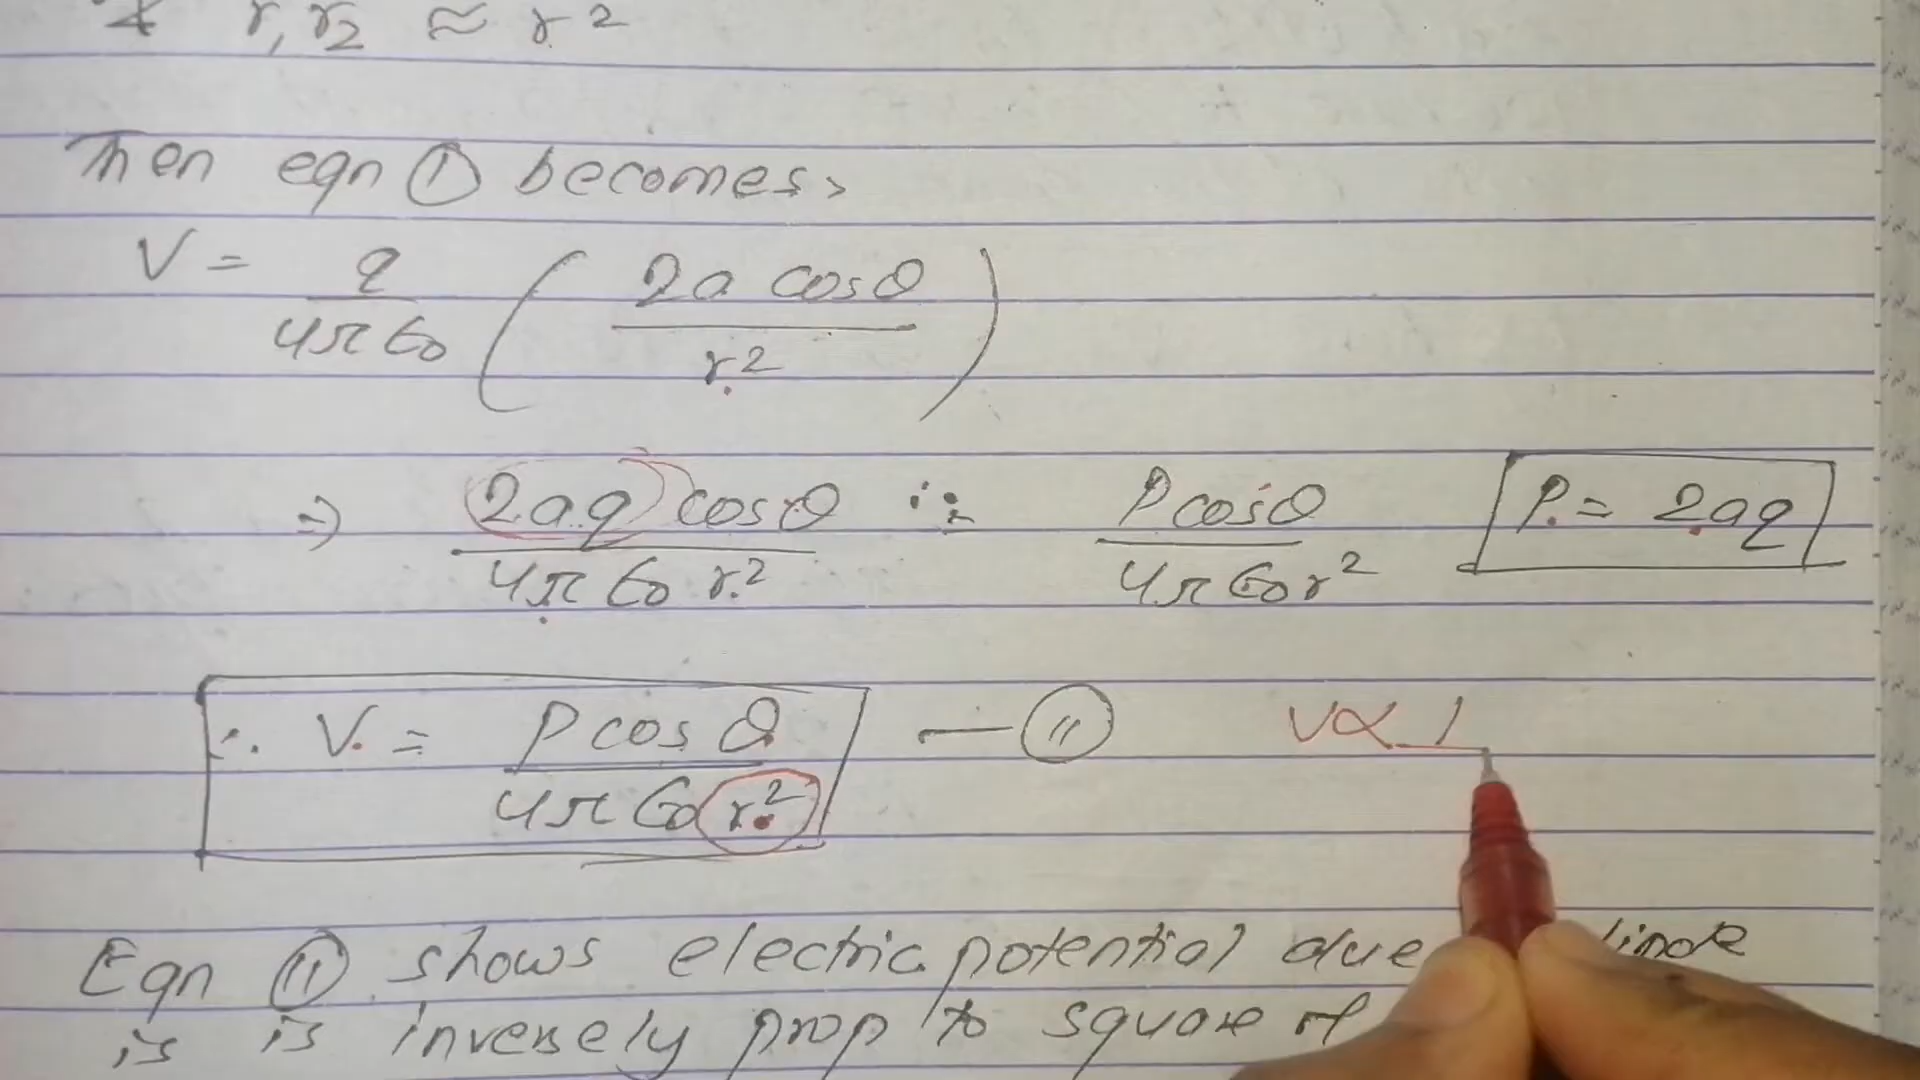 & r₁r₂ ≈ r²
Then eqn ① becomes,
V = q/4πϵ₀ (2a cosθ/r²)
⇒ 2aq cosθ/4πϵ₀r² ∵ Pcosθ/4πϵ₀r² P = 2aq
∴ V = P cosθ/4πϵ₀r² — ⑪ V∝ 1
Eqn ⑪ shows electric potential due
is is inversely prop to square of